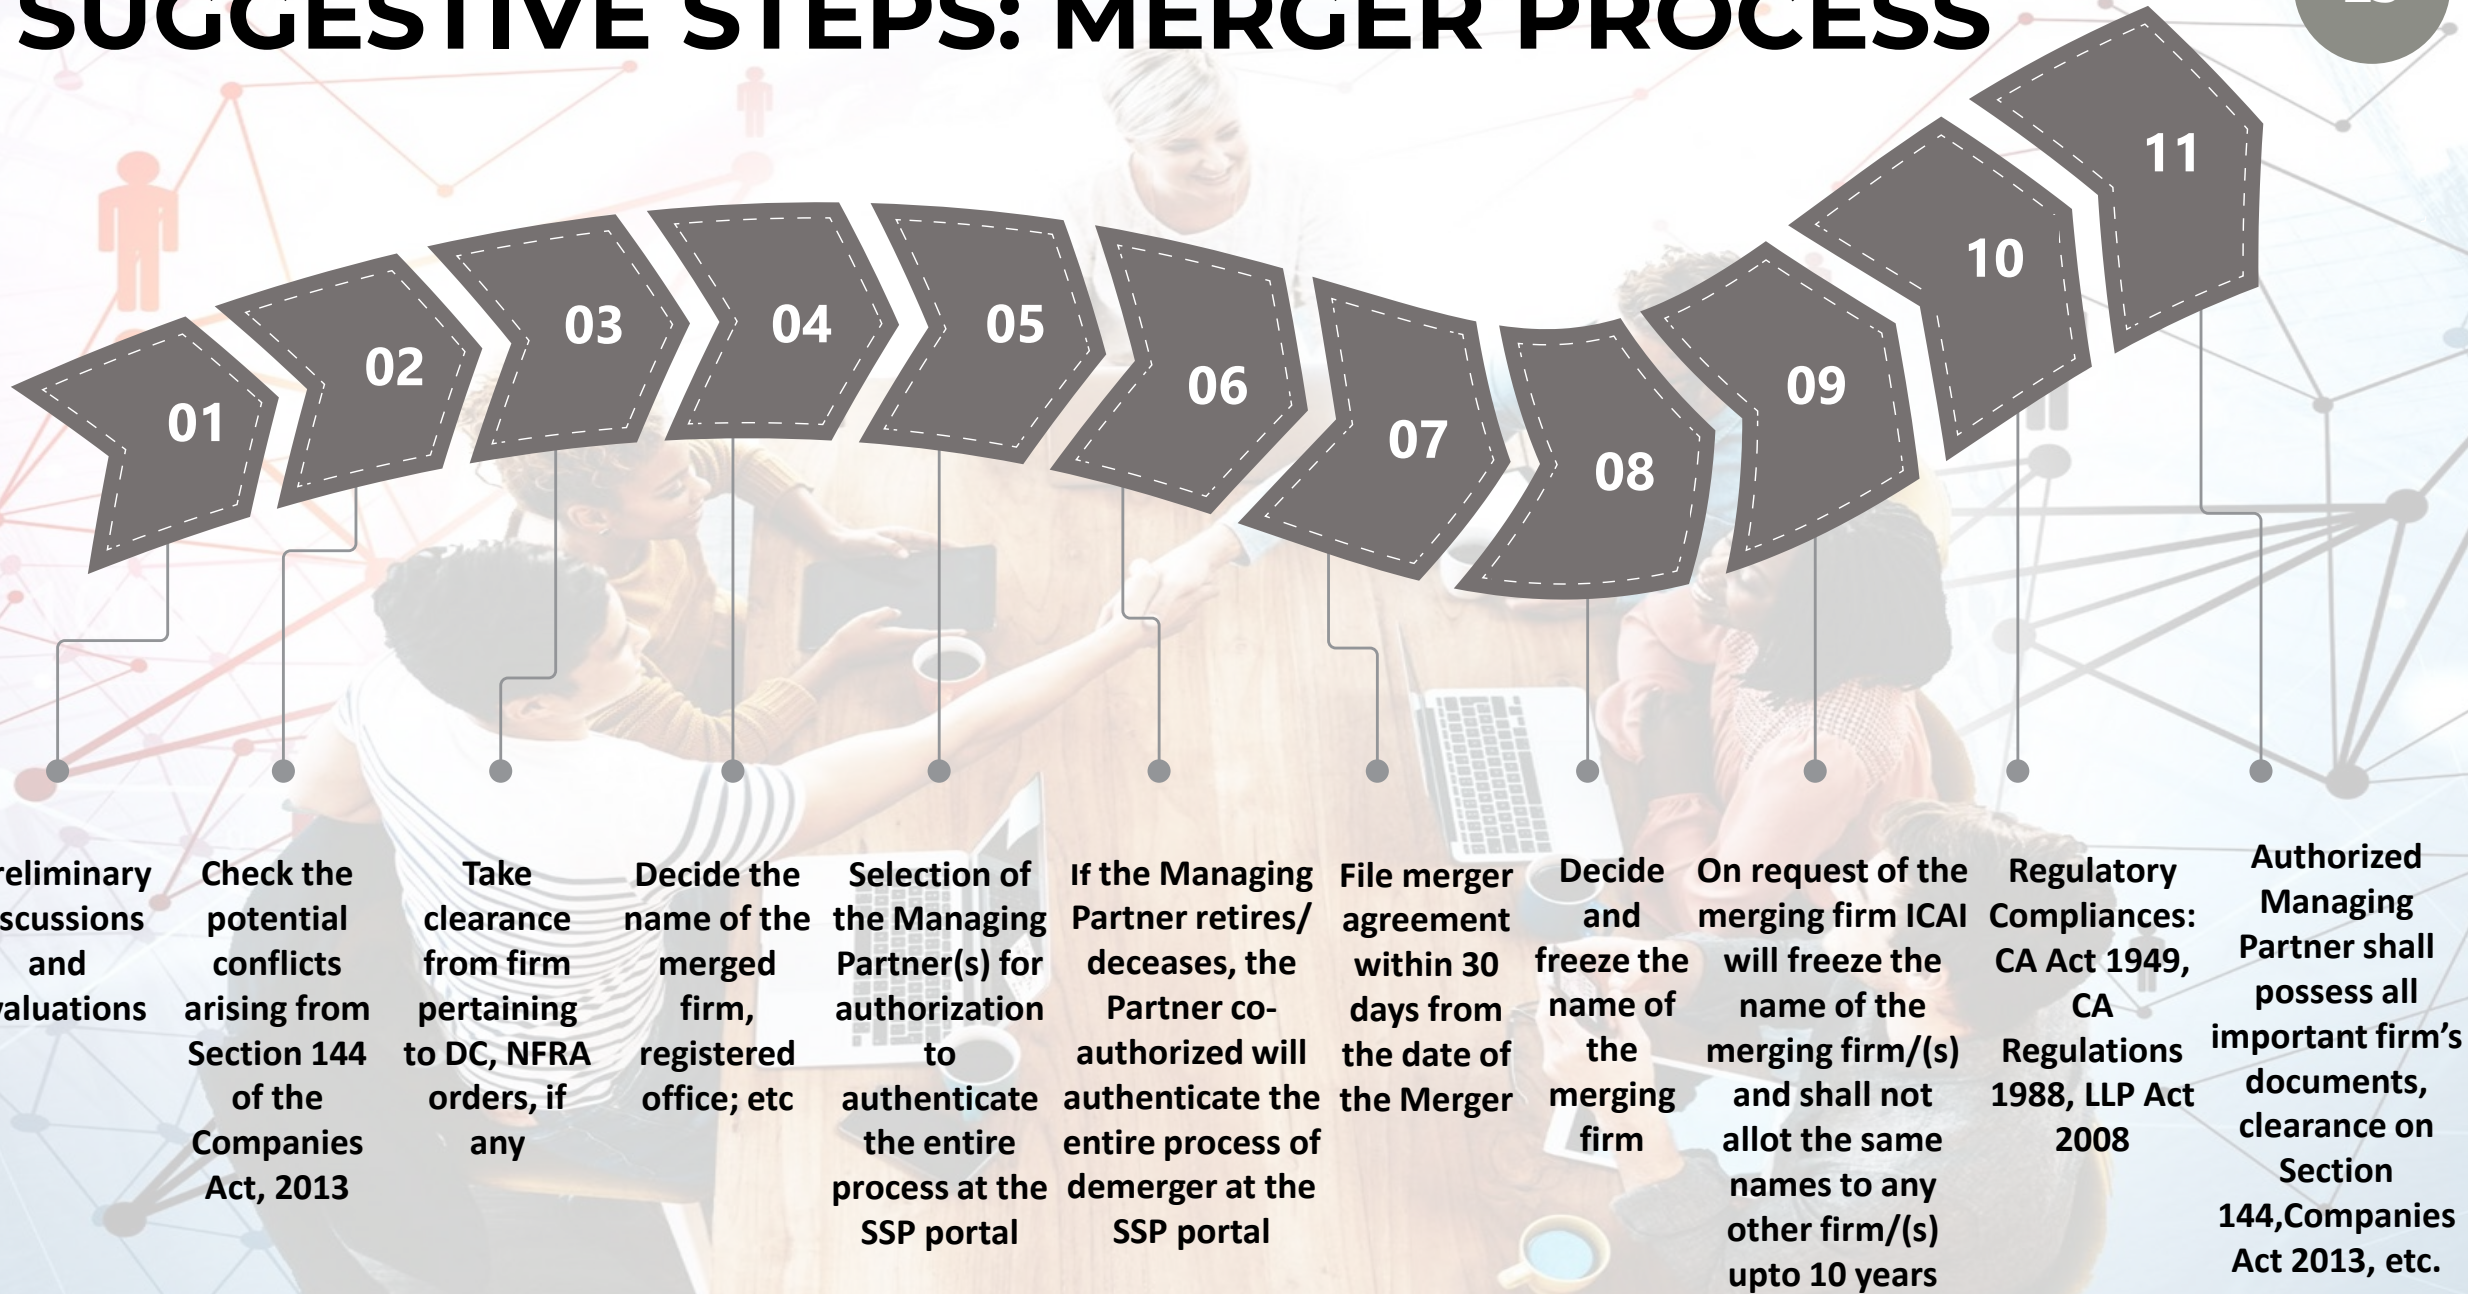 SUGGESTIVE STEPS: MERGER PROCESS
01
02
03
04
05
06
07
08
09
10
11
reliminary
scussions
and
valuations
Check the
potential
conflicts
arising from
Section 144
of the
Companies
Act, 2013
Take
clearance
from firm
pertaining
to DC, NFRA
orders, if
any
Decide the
name of the
merged
firm,
registered
office; etc
Selection of
the Managing
Partner(s) for
authorization
to
authenticate
the entire
process at the
SSP portal
If the Managing
Partner retires/
deceases, the
Partner co-
authorized will
authenticate the
entire process of
demerger at the
SSP portal
File merger
agreement
within 30
days from
the date of
the Merger
Decide
and
freeze the
name of
the
merging
firm
On request of the
merging firm ICAI
will freeze the
name of the
merging firm/(s)
and shall not
allot the same
names to any
other firm/(s)
upto 10 years
Regulatory
Compliances:
CA Act 1949,
CA
Regulations
1988, LLP Act
2008
Authorized
Managing
Partner shall
possess all
important firm’s
documents,
clearance on
Section
144,Companies
Act 2013, etc.